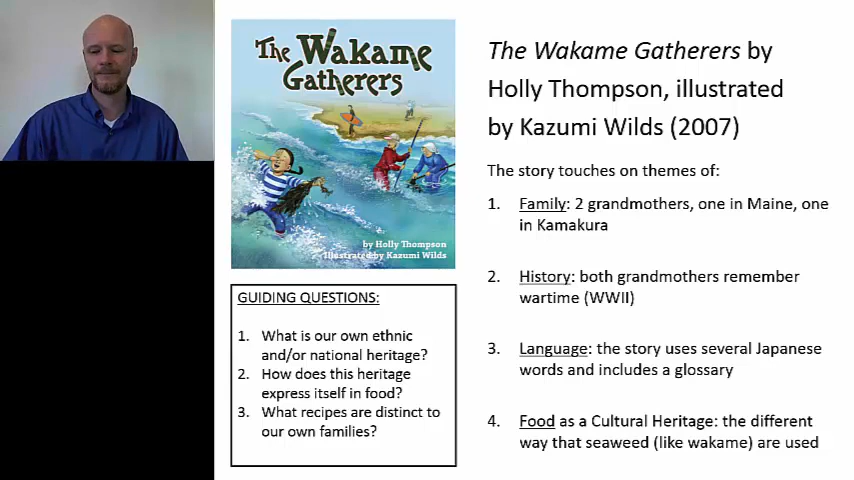 The Wakame
Gatherers
by Holly Thompson
Illustrated by Kazumi Wilds
GUIDING QUESTIONS:
1. What is our own ethnic
and/or national heritage?
2. How does this heritage
express itself in food?
3. What recipes are distinct to
our own families?
The Wakame Gatherers by
Holly Thompson, illustrated
by Kazumi Wilds (2007)
The story touches on themes of:
1. Family: 2 grandmothers, one in Maine, one
in Kamakura
2. History: both grandmothers remember
wartime (WWII)
3. Language: the story uses several Japanese
words and includes a glossary
4. Food as a Cultural Heritage: the different
way that seaweed (like wakame) are used